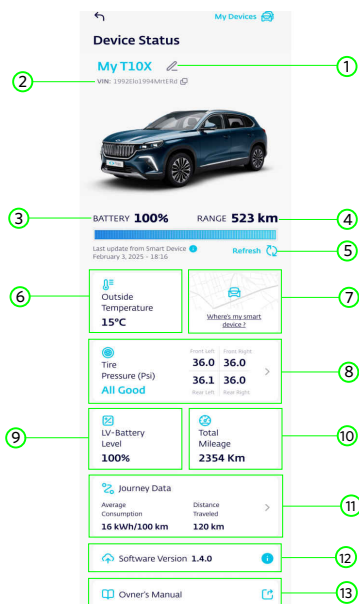 My Devices
Device Status
My T10X
1
2
VIN: 1992Elo1994MrtERd
3
BATTERY 100% RANGE 523 km
4
Last update from Smart Device
February 3, 2025 - 18:16
Refresh
5
6
Outside
Temperature
15°C
Where's my smart
device ?
7
Tire
Pressure (Psi)
All Good
Front Left Front Right
36.0 36.0
36.1 36.0
Rear Left Rear Right
8
9
LV-Battery
Level
100%
Total
Mileage
2354 Km
10
Journey Data
Average
Consumption
16 kWh/100 km
Distance
Traveled
120 km
11
Software Version 1.4.0
12
Owner's Manual
13